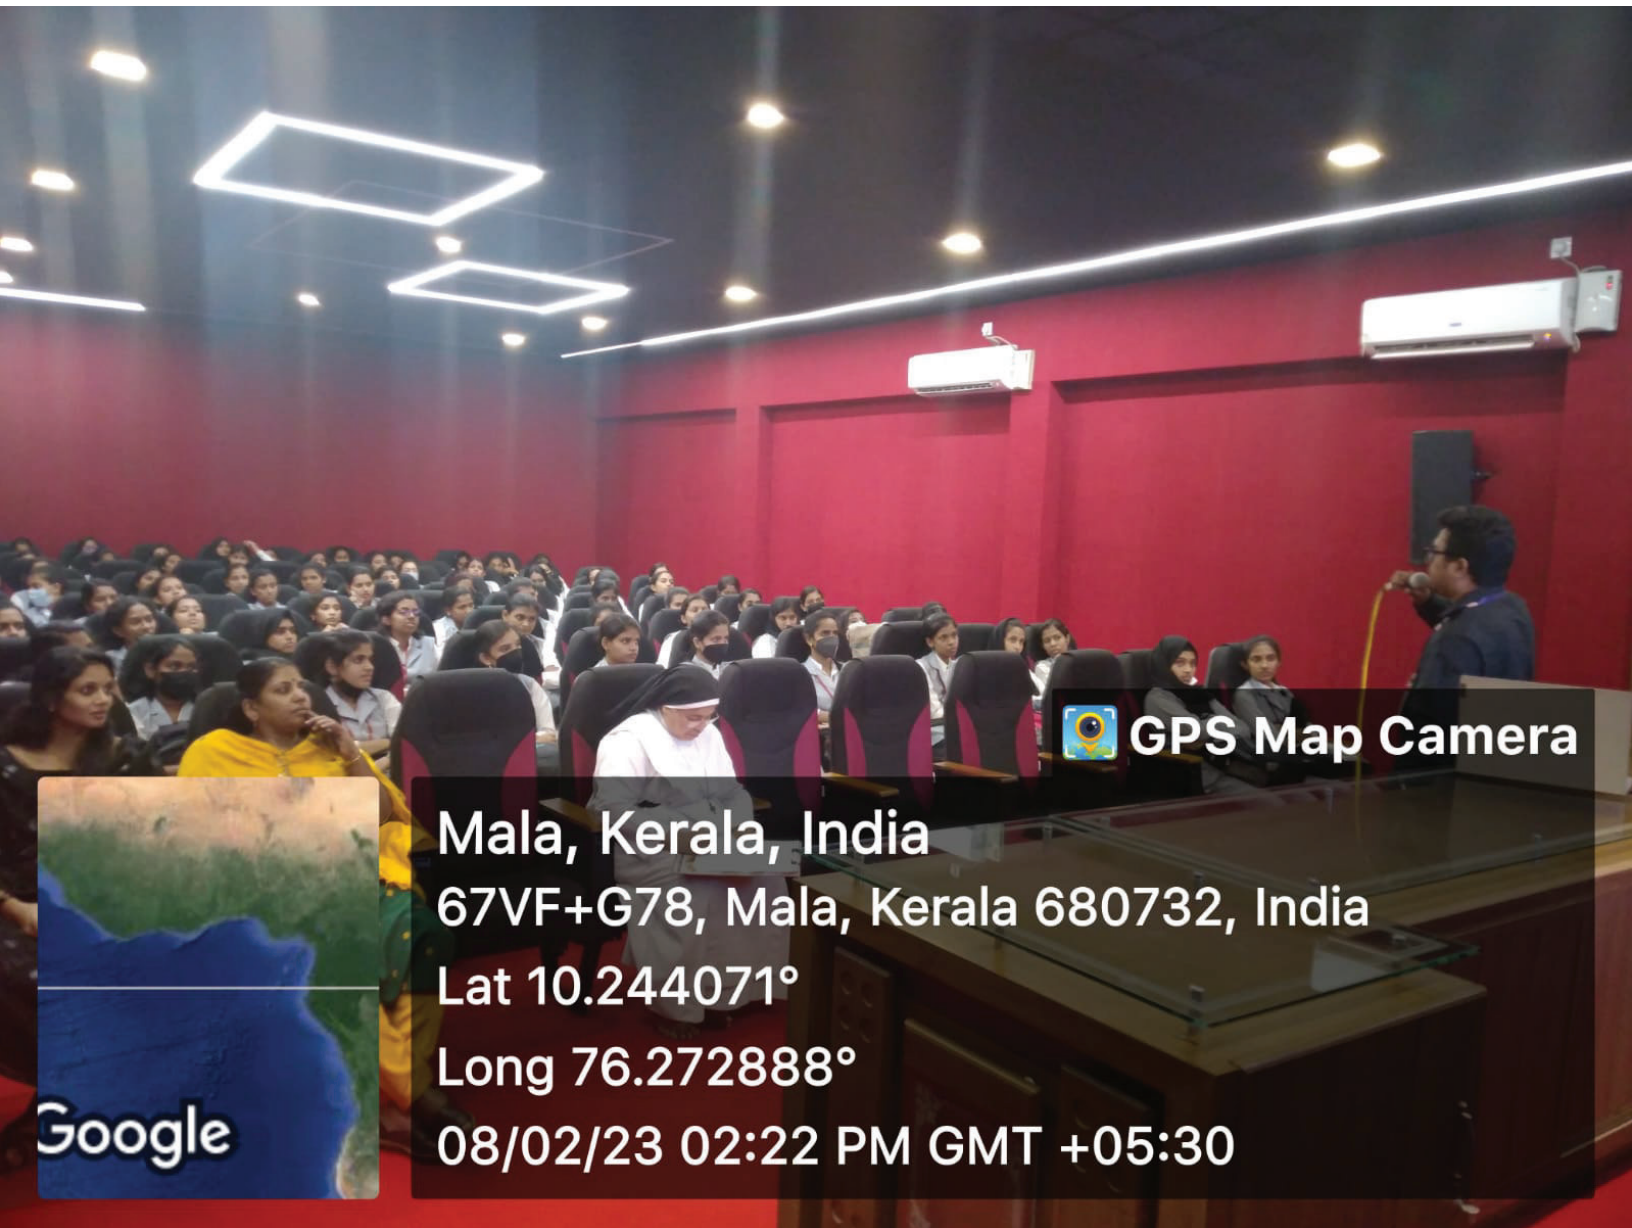 GPS Map Camera
Mala, Kerala, India
67VF+G78, Mala, Kerala 680732, India
Lat 10.244071°
Long 76.272888°
08/02/23 02:22 PM GMT +05:30
Google